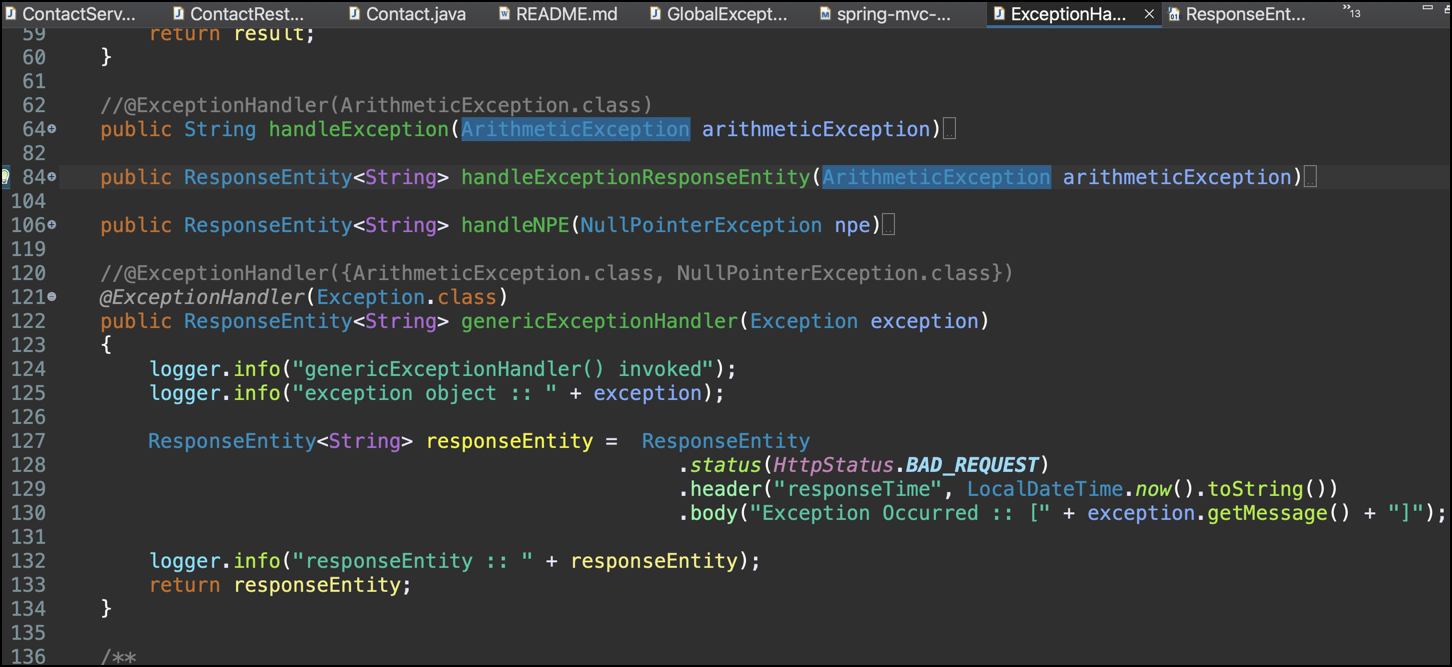 ContactServ... ContactRest... Contact.java README.md GlobalExcept... spring-mvc-... ExceptionHa... × ResponseEnt... »13
59 return result;
60 }
61
62 //@ExceptionHandler(ArithmeticException.class)
64 public String handleException(ArithmeticException arithmeticException)
82
84 public ResponseEntity<String> handleExceptionResponseEntity(ArithmeticException arithmeticException)
104
106 public ResponseEntity<String> handleNPE(NullPointerException npe)
119
120 //@ExceptionHandler({ArithmeticException.class, NullPointerException.class})
121 @ExceptionHandler(Exception.class)
122 public ResponseEntity<String> genericExceptionHandler(Exception exception)
123 {
124 logger.info("genericExceptionHandler() invoked");
125 logger.info("exception object :: " + exception);
126
127 ResponseEntity<String> responseEntity =  ResponseEntity
128 .status(HttpStatus.BAD_REQUEST)
129 .header("responseTime", LocalDateTime.now().toString())
130 .body("Exception Occurred :: [" + exception.getMessage() + "]");
131
132 logger.info("responseEntity :: " + responseEntity);
133 return responseEntity;
134 }
135
136 /**